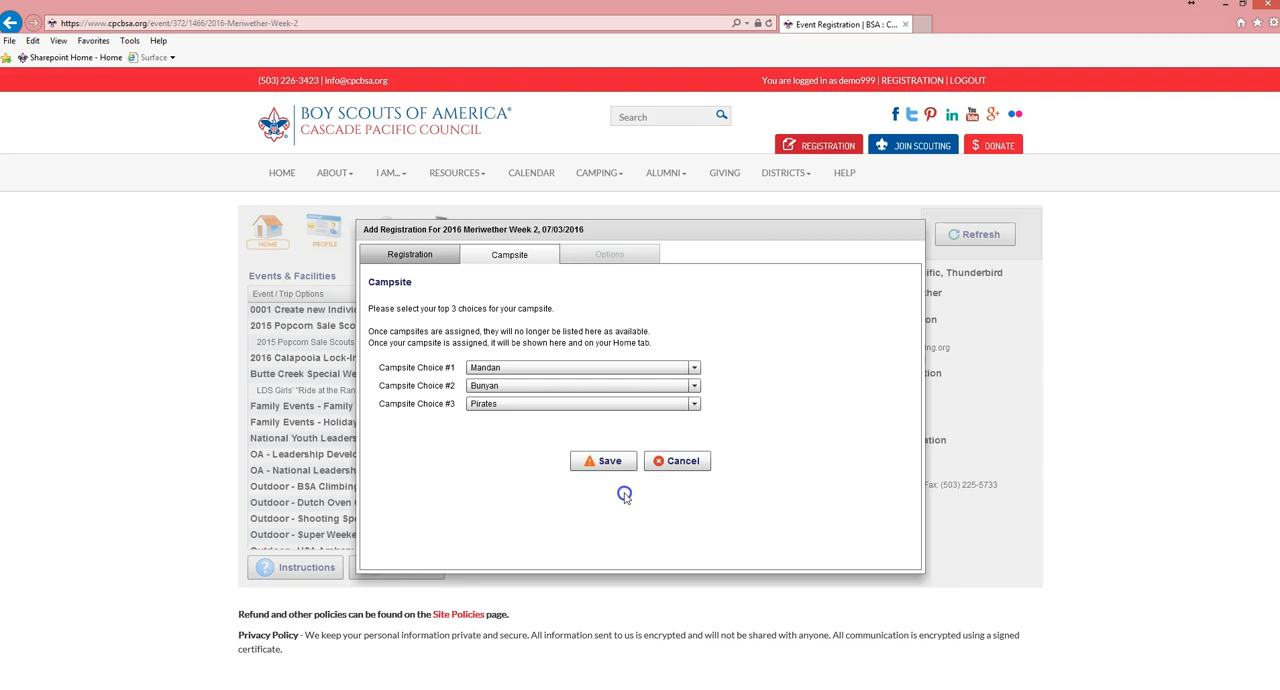 https://www.cpcbsa.org/event/372/1466/2016-Meriwether-Week-2
Event Registration | BSA : C...
File Edit View Favorites Tools Help
Sharepoint Home - Home Surface
(503) 226-3423 | info@cpcbsa.org
You are logged in as demo999 | REGISTRATION | LOGOUT
BOY SCOUTS OF AMERICA®
CASCADE PACIFIC COUNCIL
Search
REGISTRATION JOIN SCOUTING $ DONATE
HOME ABOUT I AM... RESOURCES CALENDAR CAMPING ALUMNI GIVING DISTRICTS HELP
HOME PROFILE
Add Registration For 2016 Meriwether Week 2, 07/03/2016
Refresh
Registration Campsite Options
Events & Facilities
Event / Trip Options
0001 Create new Indivi
2015 Popcorn Sale Sco
2015 Popcorn Sale Scouts
2016 Calapooia Lock-In
Butte Creek Special We
LDS Girls' "Ride at the Ran
Family Events - Family
Family Events - Holiday
National Youth Leaders
OA - Leadership Develo
OA - National Leadersh
Outdoor - BSA Climbing
Outdoor - Dutch Oven
Outdoor - Shooting Spo
Outdoor - Super Weeke
Instructions
Campsite
Please select your top 3 choices for your campsite.
Once campsites are assigned, they will no longer be listed here as available.
Once your campsite is assigned, it will be shown here and on your Home tab.
Campsite Choice #1 Mandan
Campsite Choice #2 Bunyan
Campsite Choice #3 Pirates
Save Cancel
ific, Thunderbird
her
on
ng.org
tion
ation
Fax: (503) 225-5733
Refund and other policies can be found on the Site Policies page.
Privacy Policy - We keep your personal information private and secure. All information sent to us is encrypted and will not be shared with anyone. All communication is encrypted using a signed
certificate.